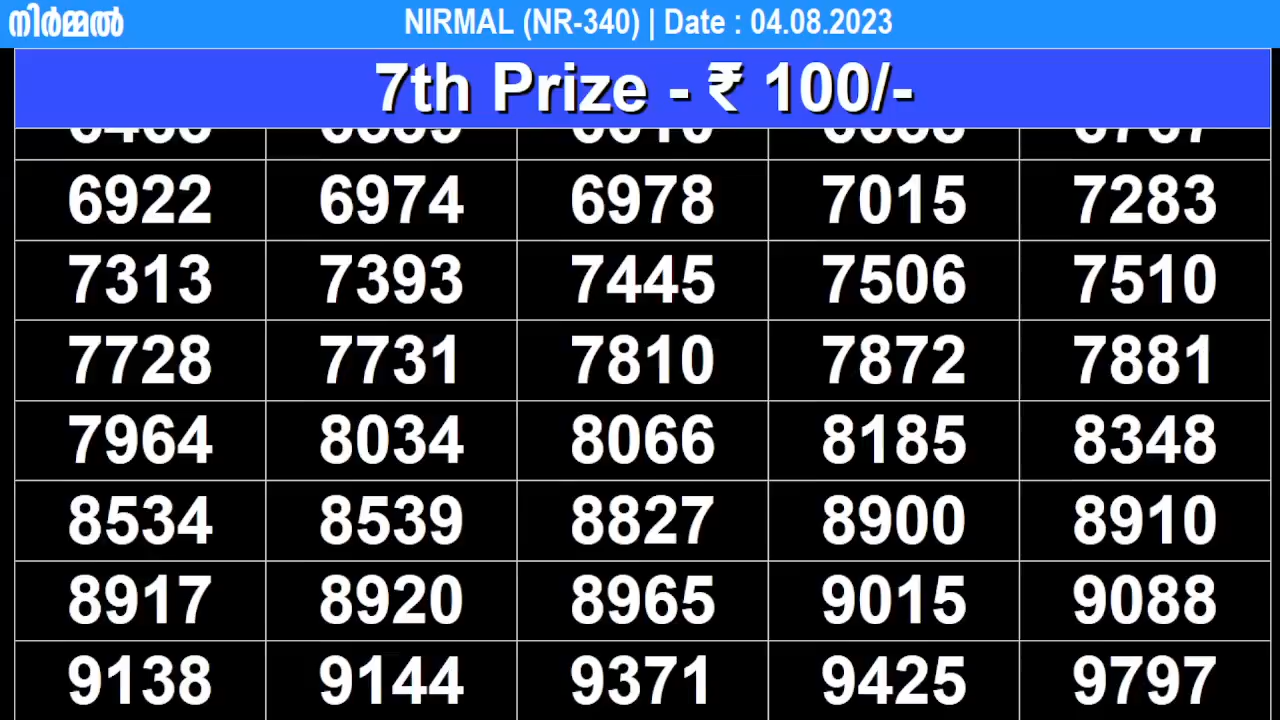 നിർമ്മൽ NIRMAL (NR-340) | Date : 04.08.2023
7th Prize - ₹ 100/-
6922 6974 6978 7015 7283
7313 7393 7445 7506 7510
7728 7731 7810 7872 7881
7964 8034 8066 8185 8348
8534 8539 8827 8900 8910
8917 8920 8965 9015 9088
9138 9144 9371 9425 9797